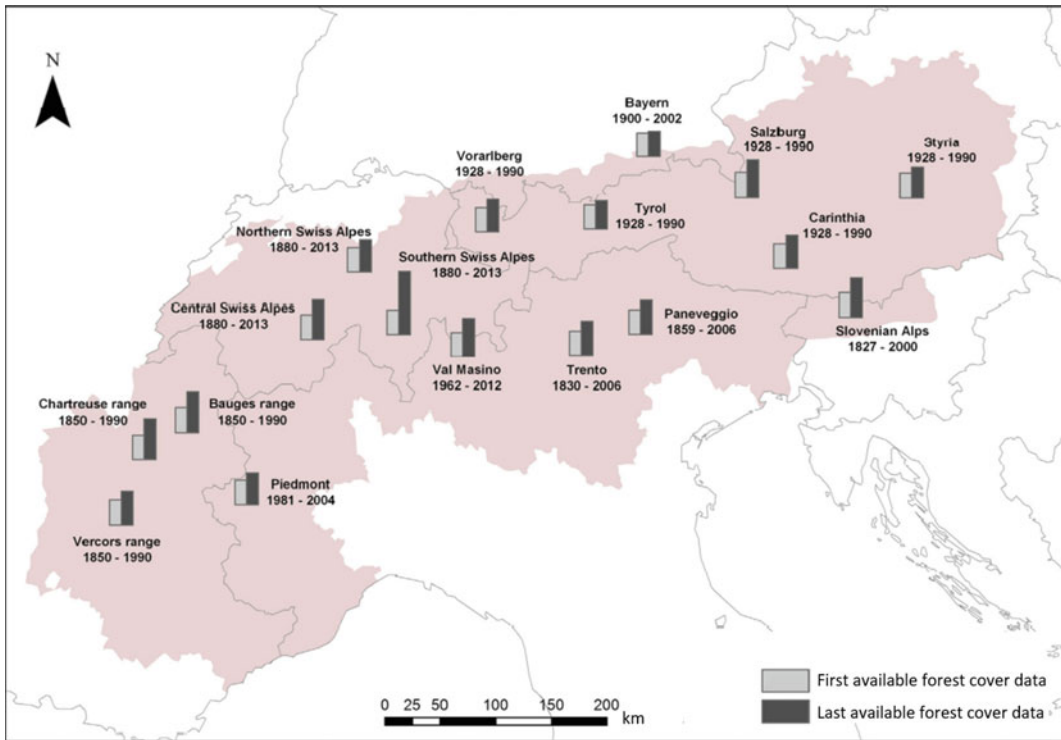 N
Bayern
1900 - 2002
Salzburg
1928 - 1990
Styria
1928 - 1990
Vorarlberg
1928 - 1990
Tyrol
1928 - 1990
Carinthia
1928 - 1990
Northern Swiss Alpes
1880 - 2013
Southern Swiss Alpes
1880 - 2013
Central Swiss Alpes
1880 - 2013
Paneveggio
1859 - 2006
Slovenian Alps
1827 - 2000
Val Masino
1962 - 2012
Trento
1830 - 2006
Chartreuse range
1850 - 1990
Bauges range
1850 - 1990
Piedmont
1981 - 2004
Vercors range
1850 - 1990
First available forest cover data
Last available forest cover data
0 25 50 100 150 200
km